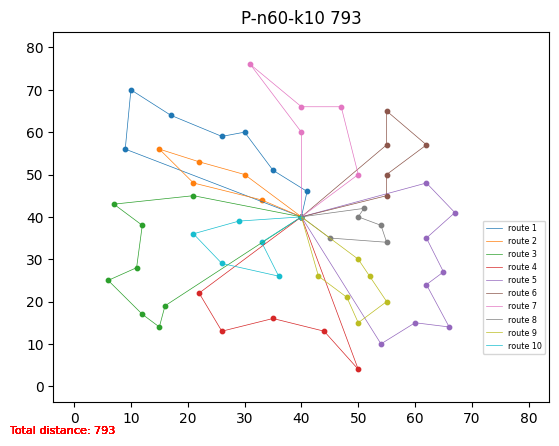 P-n60-k10 793
80
70
60
50
40
30
20
10
0
route 1
route 2
route 3
route 4
route 5
route 6
route 7
route 8
route 9
route 10
0 10 20 30 40 50 60 70 80
Total distance: 793